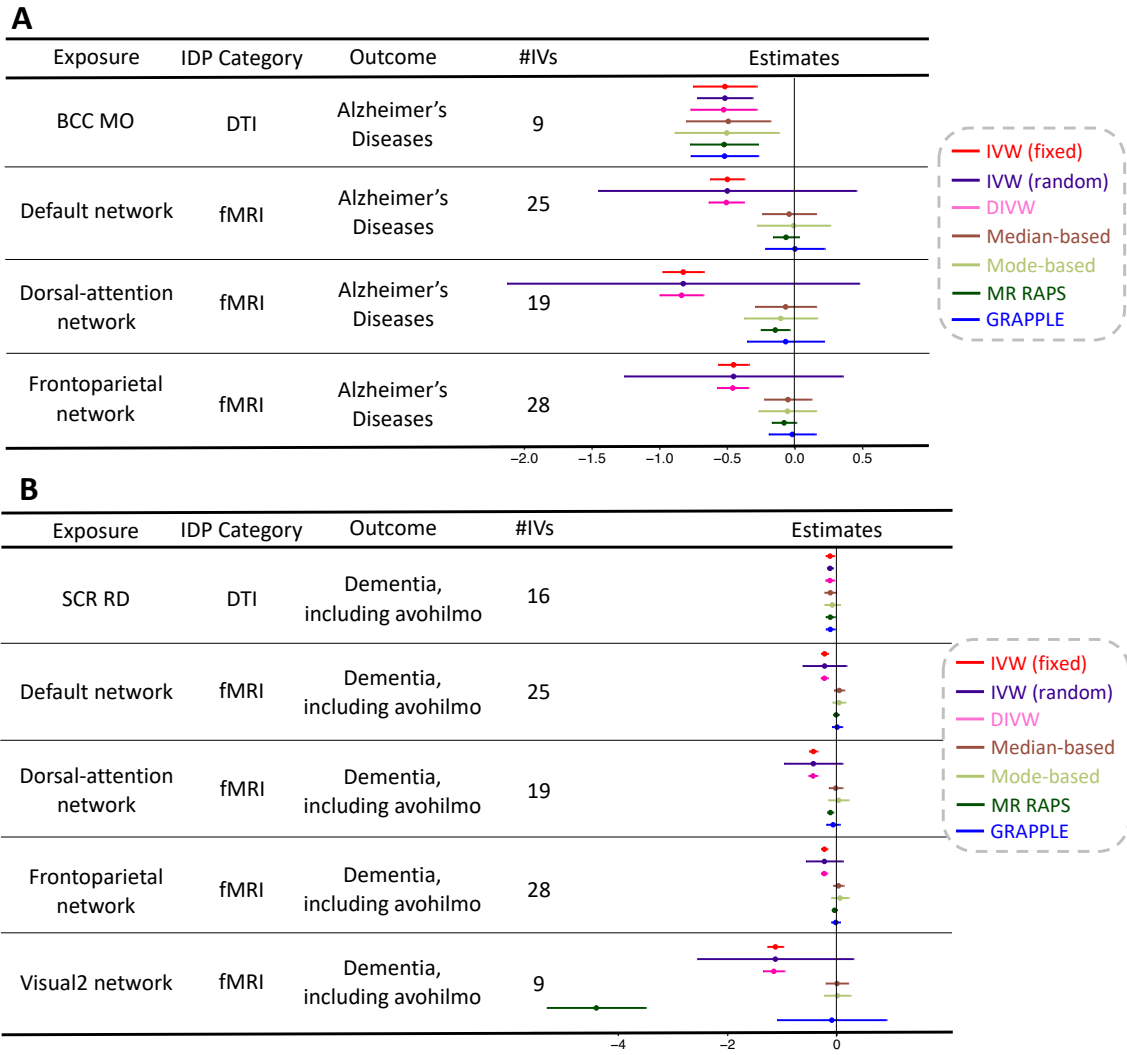 A
Exposure IDP Category Outcome #IVs Estimates
BCC MO DTI Alzheimer’s
Diseases 9
Default network fMRI Alzheimer’s
Diseases 25
Dorsal-attention
network fMRI Alzheimer’s
Diseases 19
Frontoparietal
network fMRI Alzheimer’s
Diseases 28
−2.0 −1.5 −1.0 −0.5 0.0 0.5
IVW (fixed)
IVW (random)
DIVW
Median-based
Mode-based
MR RAPS
GRAPPLE
B
Exposure IDP Category Outcome #IVs Estimates
SCR RD DTI Dementia,
including avohilmo 16
Default network fMRI Dementia,
including avohilmo 25
Dorsal-attention
network fMRI Dementia,
including avohilmo 19
Frontoparietal
network fMRI Dementia,
including avohilmo 28
Visual2 network fMRI Dementia,
including avohilmo 9
−4 −2 0
IVW (fixed)
IVW (random)
DIVW
Median-based
Mode-based
MR RAPS
GRAPPLE